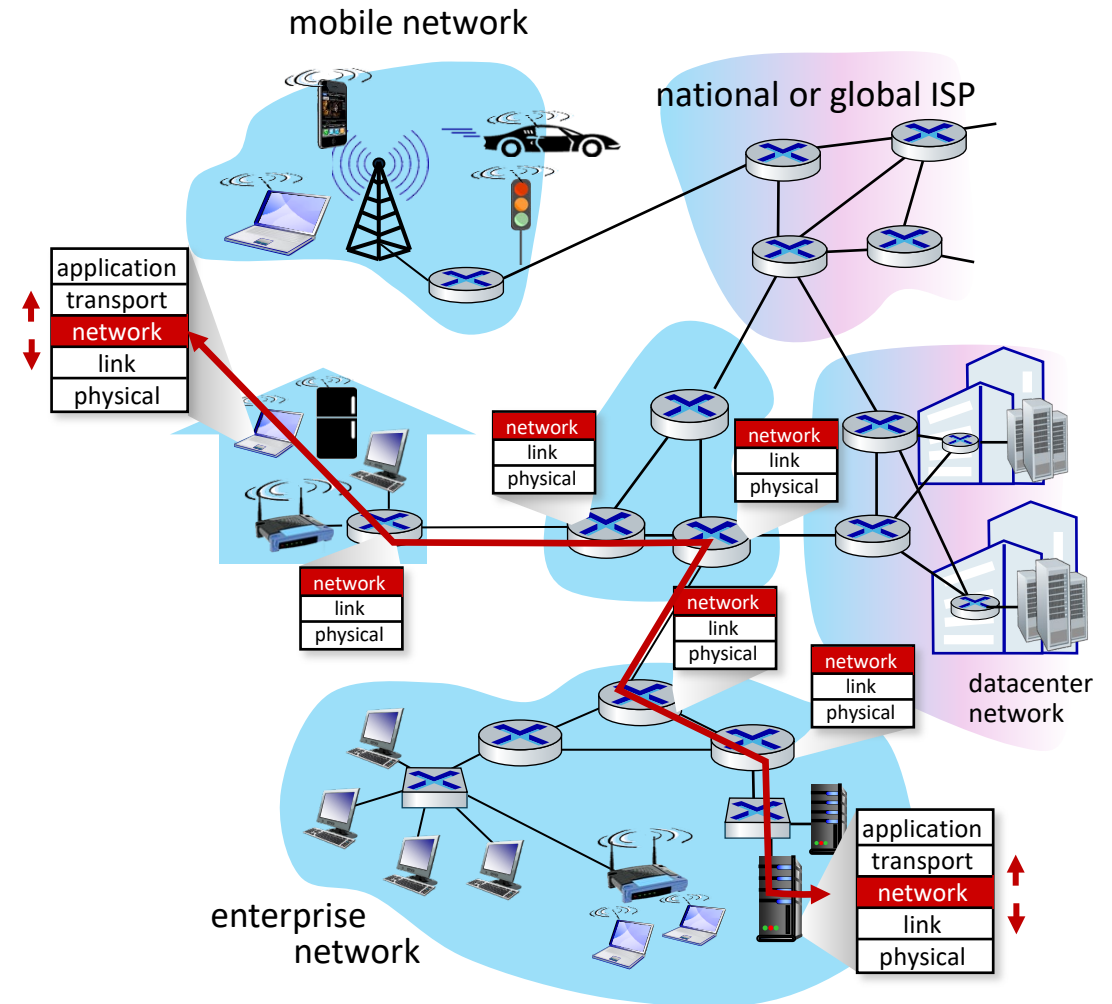 mobile network
national or global ISP
application
transport
network
link
physical
network
link
physical
network
link
physical
network
link
physical
network
link
physical
network
link
physical
datacenter
network
application
transport
network
link
physical
enterprise
network